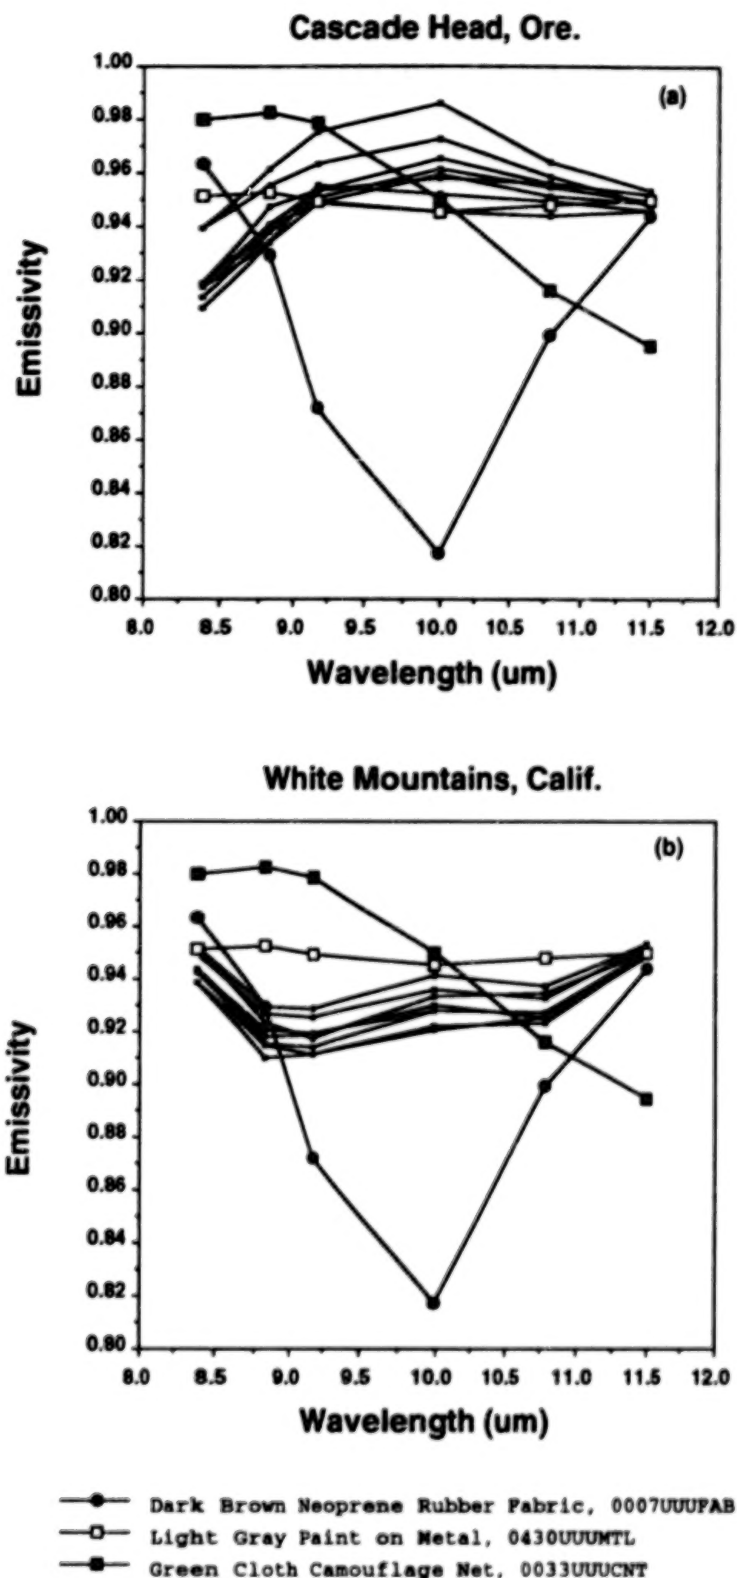 Cascade Head, Ore.
1.00
(a)
0.98
0.96
0.94
0.92
0.90
0.88
0.86
0.84
0.82
0.80
Emissivity
8.0 8.5 9.0 9.5 10.0 10.5 11.0 11.5 12.0
Wavelength (um)
White Mountains, Calif.
1.00
(b)
0.98
0.96
0.94
0.92
0.90
0.88
0.86
0.84
0.82
0.80
Emissivity
8.0 8.5 9.0 9.5 10.0 10.5 11.0 11.5 12.0
Wavelength (um)
Dark Brown Neoprene Rubber Fabric, 0007UUUFAB
Light Gray Paint on Metal, 0430UUUMTL
Green Cloth Camouflage Net, 0033UUUCNT